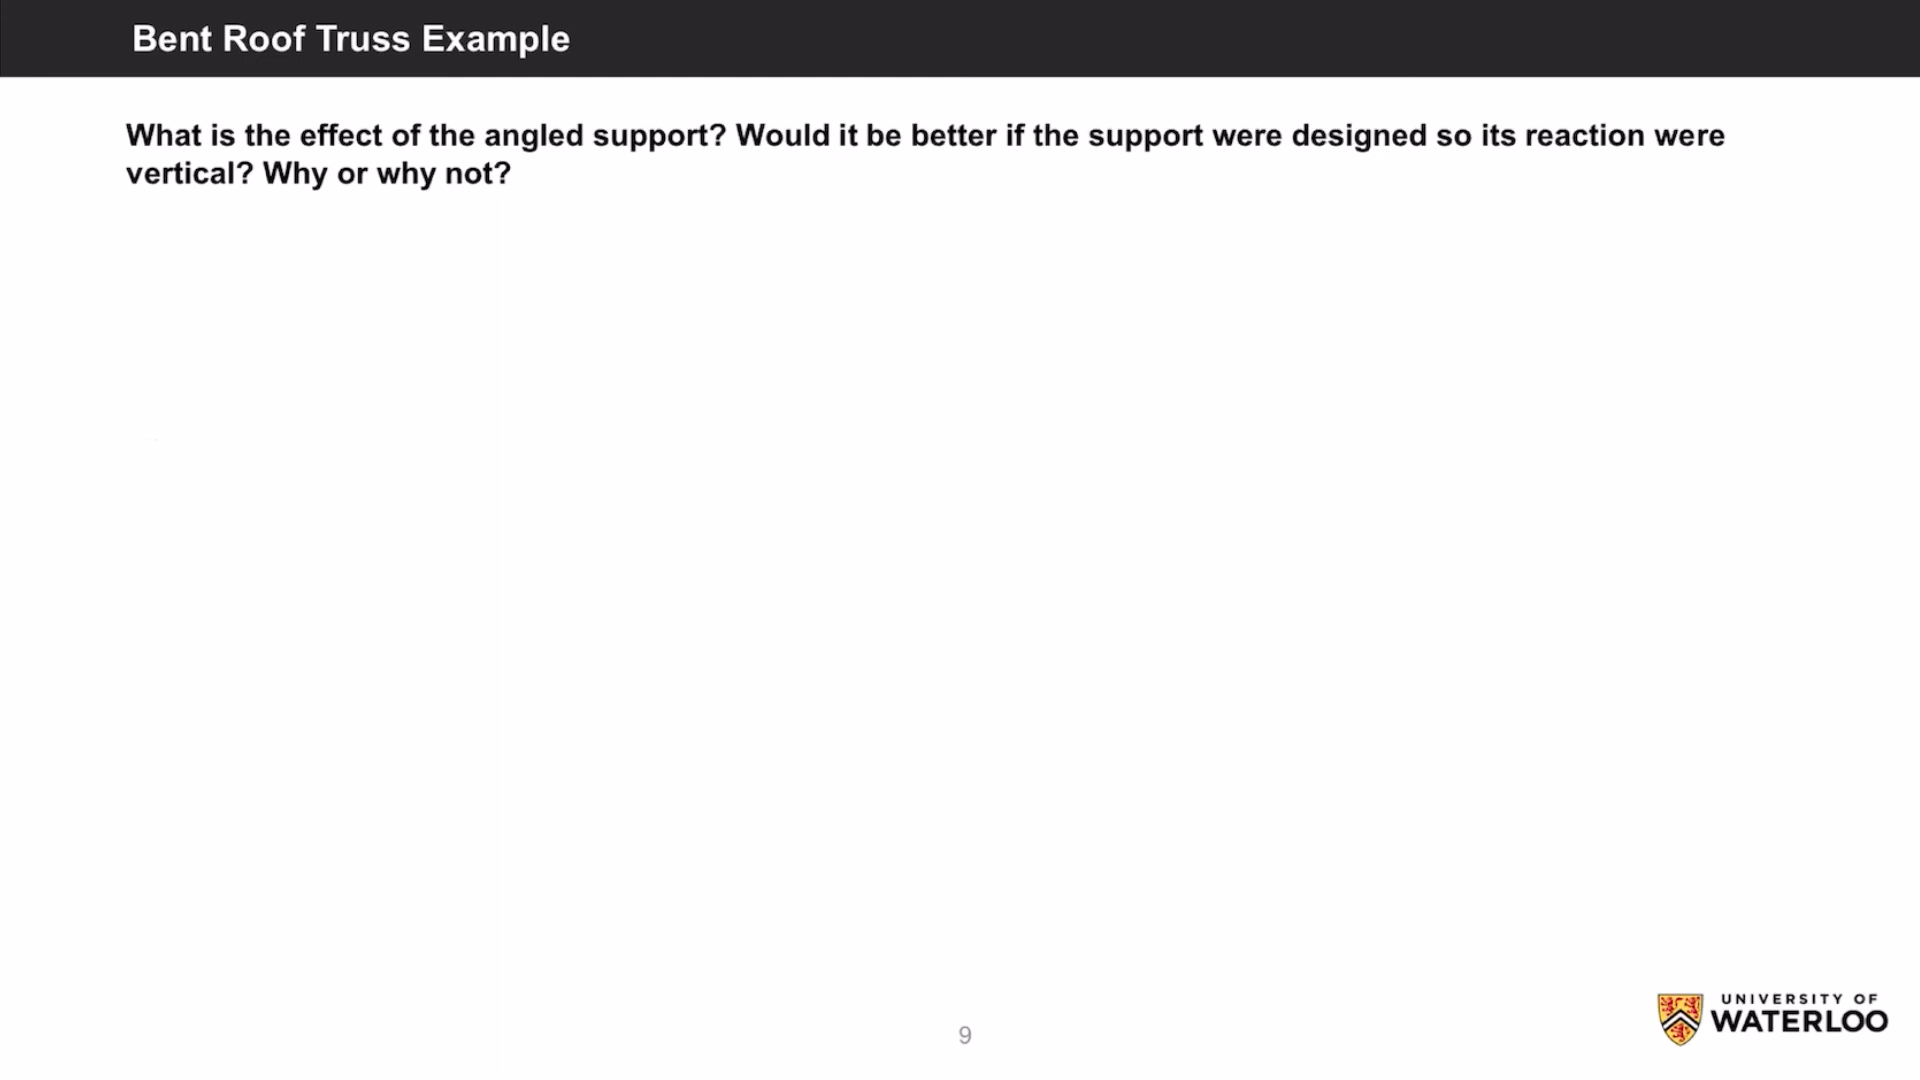 Bent Roof Truss Example
What is the effect of the angled support? Would it be better if the support were designed so its reaction were
vertical? Why or why not?
9
UNIVERSITY OF
WATERLOO